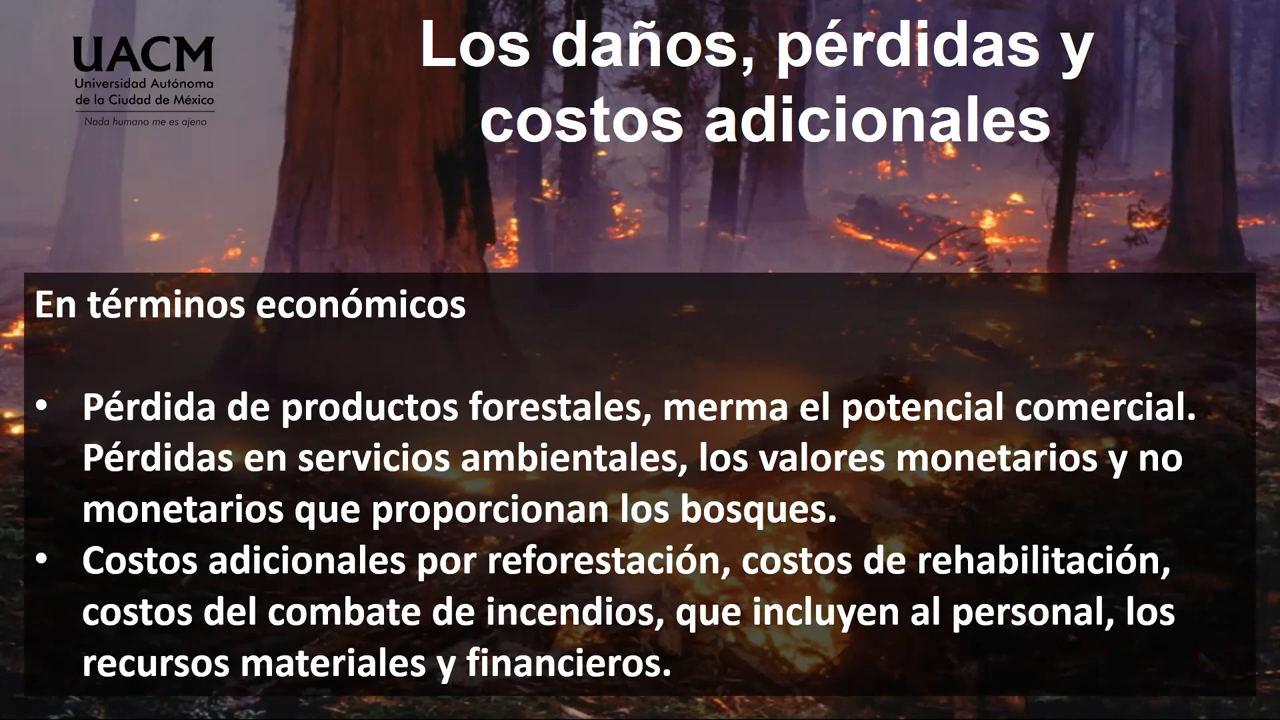 UACM
Universidad Autónoma
de la Ciudad de México
Nada humano me es ajeno
Los daños, pérdidas y
costos adicionales
En términos económicos
• Pérdida de productos forestales, merma el potencial comercial.
Pérdidas en servicios ambientales, los valores monetarios y no
monetarios que proporcionan los bosques.
• Costos adicionales por reforestación, costos de rehabilitación,
costos del combate de incendios, que incluyen al personal, los
recursos materiales y financieros.